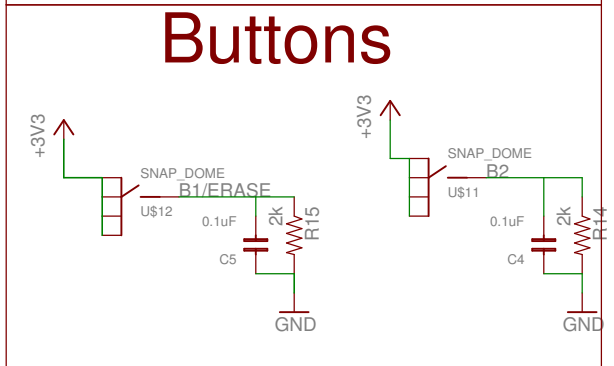 Buttons
+3V3
SNAP_DOME
B1/ERASE
U$12
0.1uF
2k
R15
C5
GND
+3V3
SNAP_DOME
B2
U$11
0.1uF
2k
R14
C4
GND